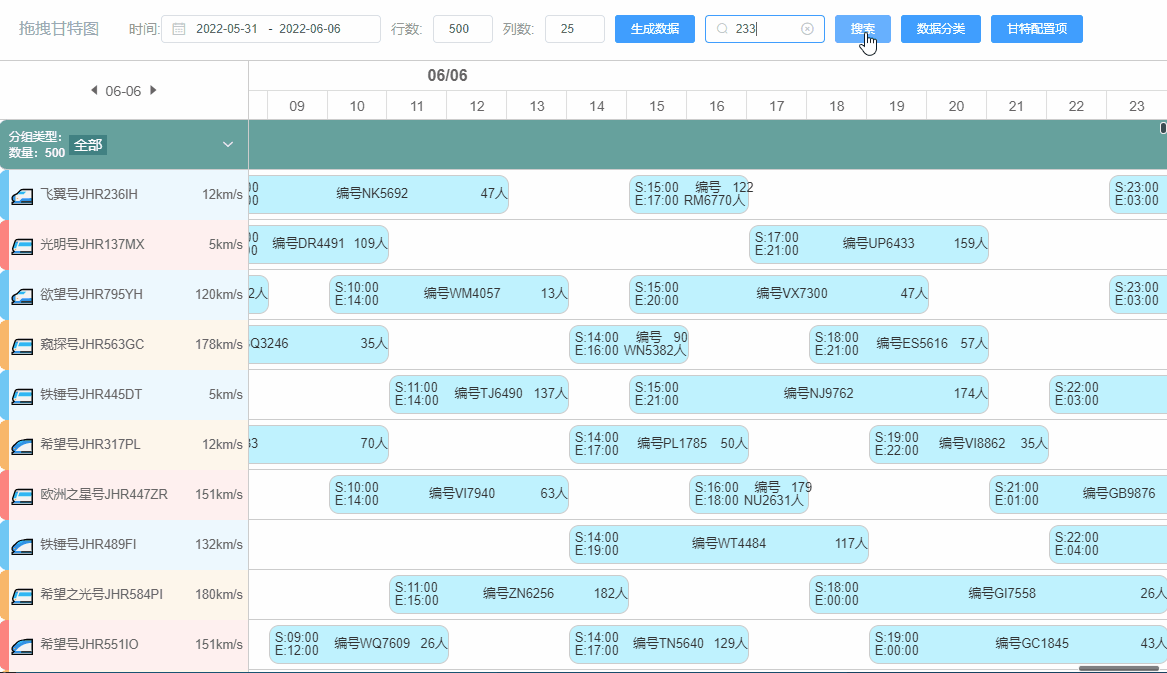 拖拽甘特图 时间: 2022-05-31 - 2022-06-06 行数: 500 列数: 25 生成数据 233 搜索 数据分类 甘特配置项
06-06
06/06
09 10 11 12 13 14 15 16 17 18 19 20 21 22 23
分组类型: 全部
数量: 500
飞翼号JHR236IH 12km/s
:00
:00
编号NK5692 47人
S:15:00 编号 122
E:17:00 RM6770人
S:23:00
E:03:00
光明号JHR137MX 5km/s
编号DR4491 109人
S:17:00
E:21:00
编号UP6433 159人
欲望号JHR795YH 120km/s
2人
S:10:00
E:14:00
编号WM4057 13人
S:15:00
E:20:00
编号VX7300 47人
S:23:00
E:03:00
窥探号JHR563GC 178km/s
Q3246 35人
S:14:00 编号 90
E:16:00 WN5382人
S:18:00
E:21:00
编号ES5616 57人
铁锤号JHR445DT 5km/s
S:11:00
E:14:00
编号TJ6490 137人
S:15:00
E:21:00
编号NJ9762 174人
S:22:00
E:03:00
希望号JHR317PL 12km/s
3 70人
S:14:00
E:17:00
编号PL1785 50人
S:19:00
E:22:00
编号VI8862 35人
欧洲之星号JHR447ZR 151km/s
S:10:00
E:14:00
编号VI7940 63人
S:16:00 编号 179
E:18:00 NU2631人
S:21:00
E:01:00
编号GB9876
铁锤号JHR489FI 132km/s
S:14:00
E:19:00
编号WT4484 117人
S:22:00
E:04:00
希望之光号JHR584PI 180km/s
S:11:00
E:15:00
编号ZN6256 182人
S:18:00
E:00:00
编号GI7558 26人
希望号JHR551IO 151km/s
S:09:00
E:12:00
编号WQ7609 26人
S:14:00
E:17:00
编号TN5640 129人
S:19:00
E:00:00
编号GC1845 43人